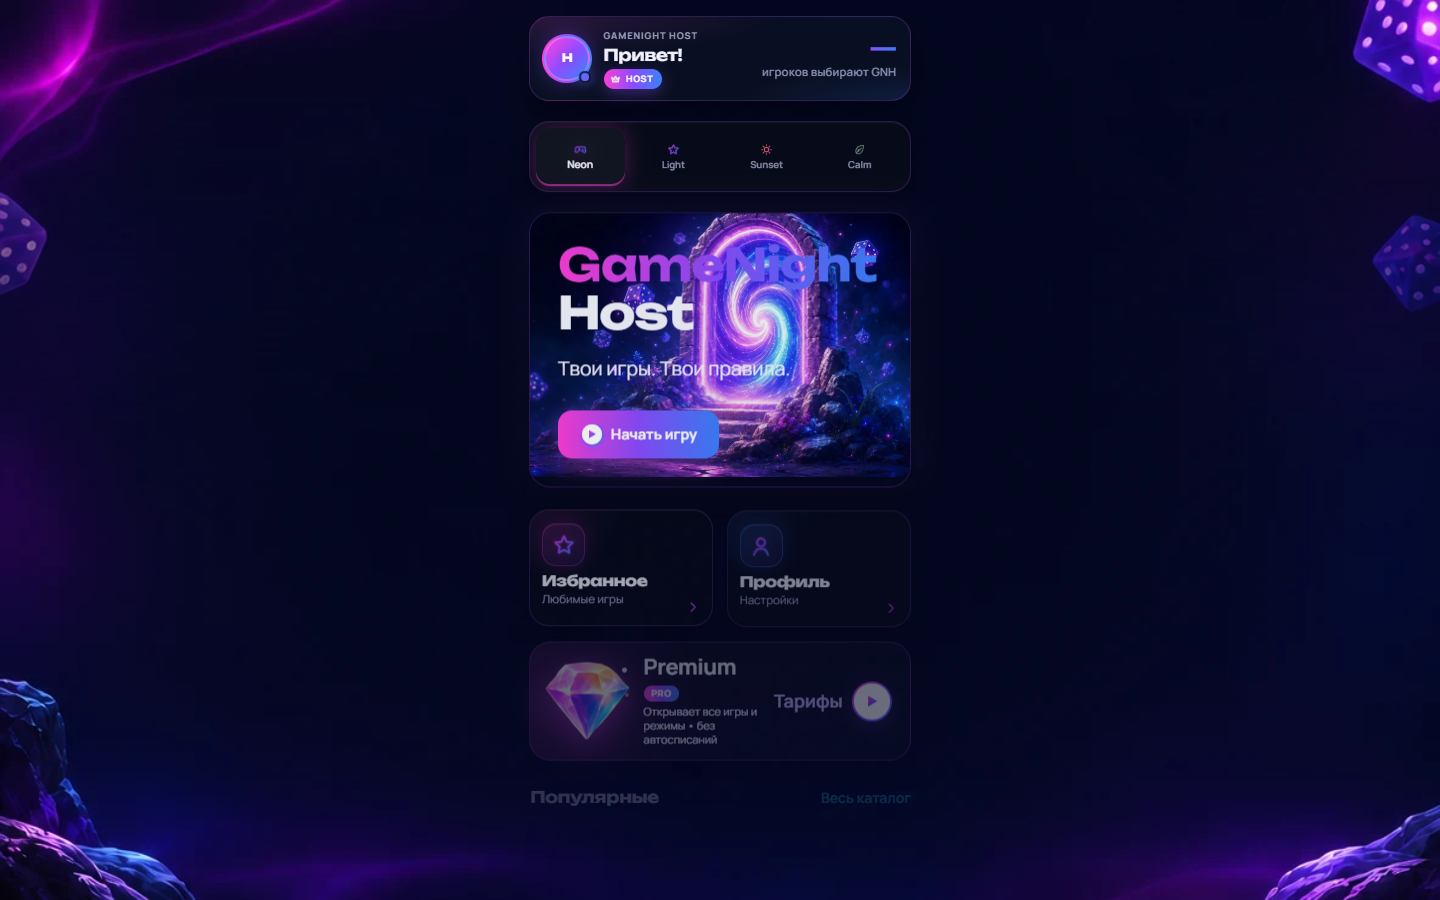 H
GAMENIGHT HOST
Привет!
HOST
игроков выбирают GNH
Neon
Light
Sunset
Calm
GameNight
Host
Твои игры. Твои правила.
Начать игру
Избранное
Любимые игры
Профиль
Настройки
Premium
PRO
Открывает все игры и
режимы • без
автосписаний
Тарифы
Популярные
Весь каталог